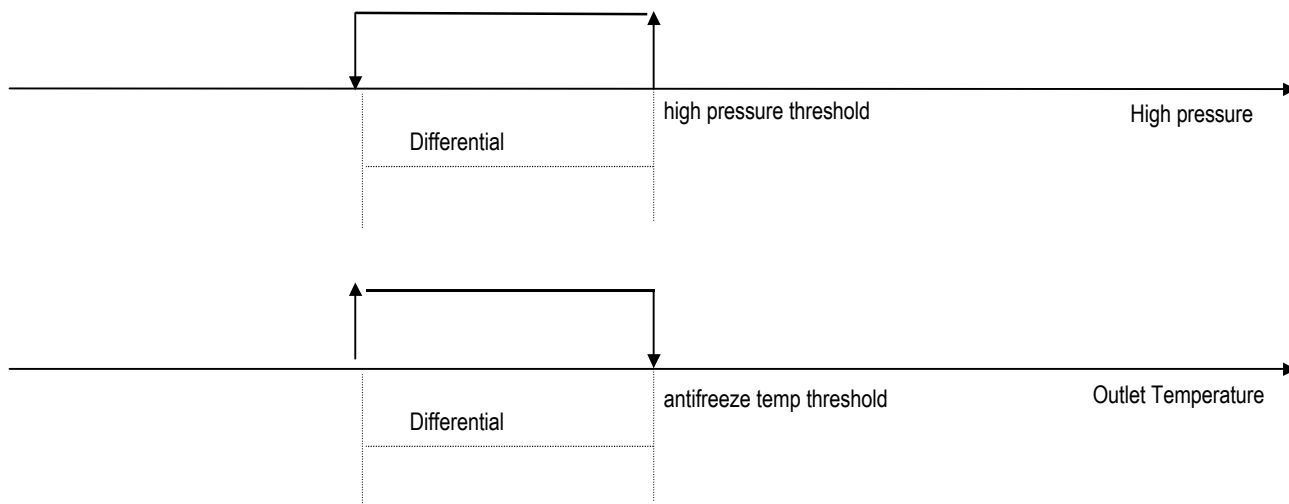 high pressure threshold
High pressure
Differential
antifreeze temp threshold
Outlet Temperature
Differential